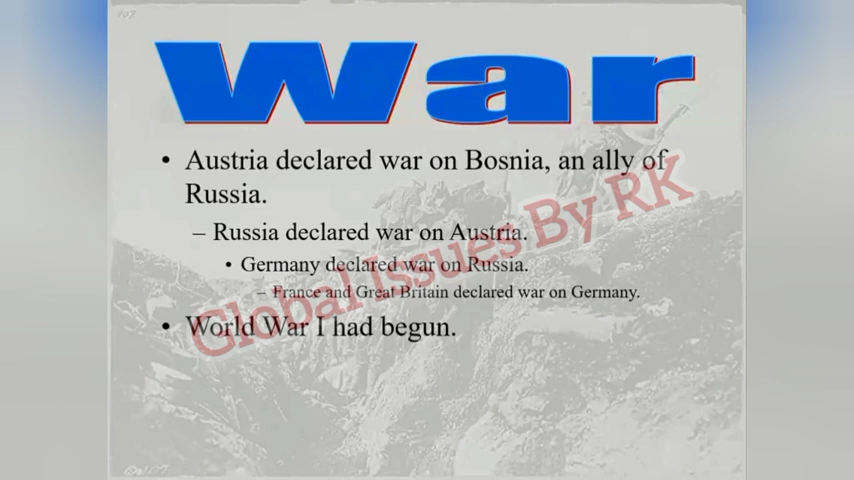 War
• Austria declared war on Bosnia, an ally of
Russia.
– Russia declared war on Austria.
• Germany declared war on Russia.
– France and Great Britain declared war on Germany.
• World War I had begun.
Global Issues By RK